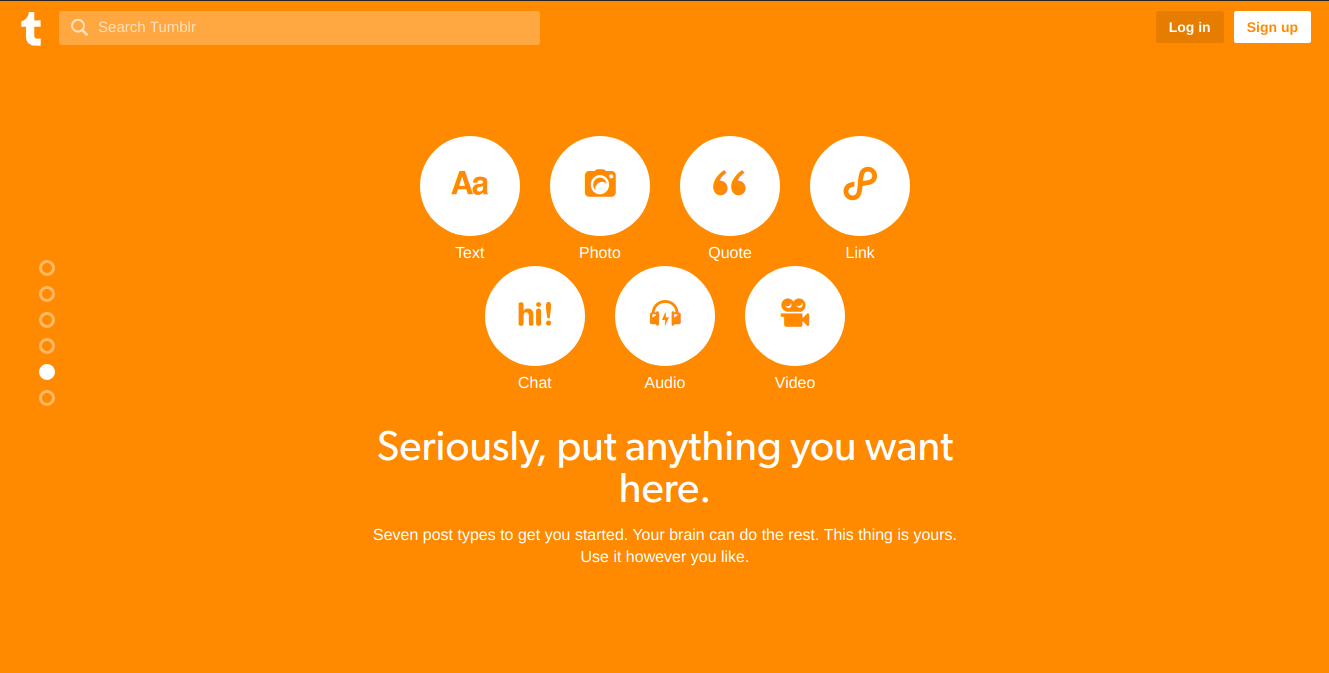 t
Search Tumblr
Log in
Sign up
Aa
Text
Photo
Quote
Link
hi!
Chat
Audio
Video
Seriously, put anything you want
here.
Seven post types to get you started. Your brain can do the rest. This thing is yours.
Use it however you like.